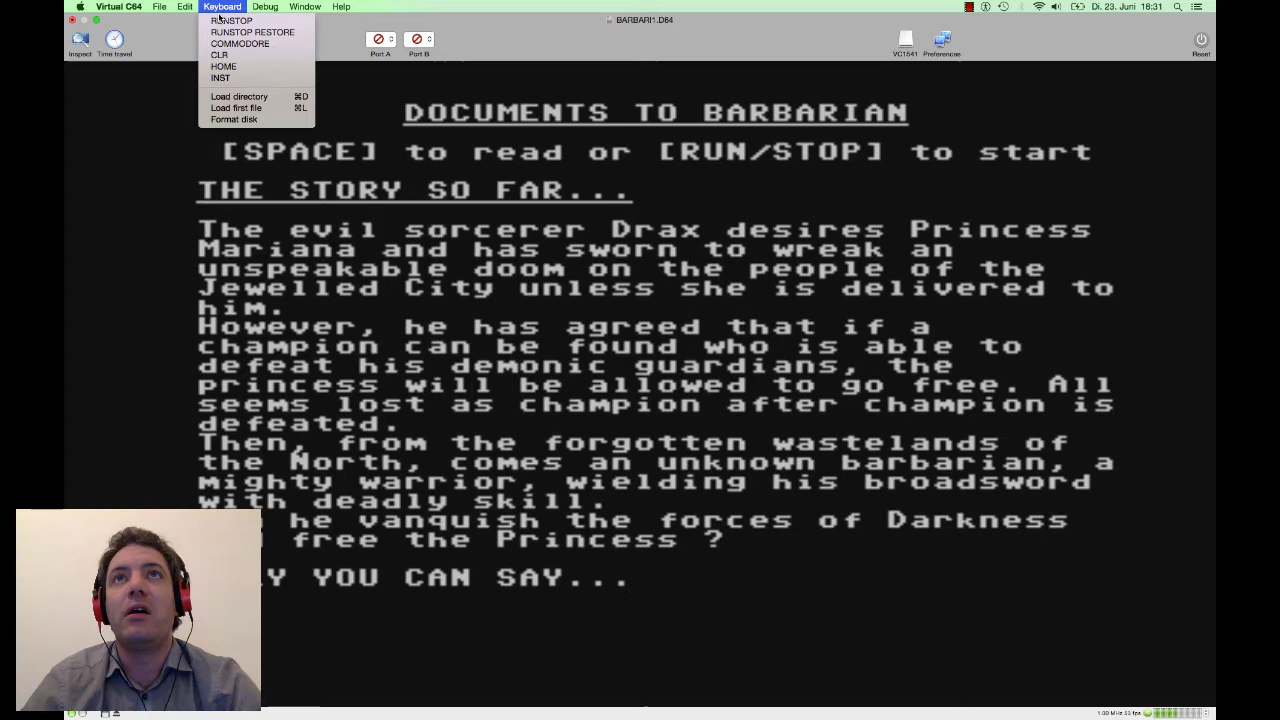 Virtual C64 File Edit Keyboard Debug Window Help Di. 23. Juni 18:31
BARBARI1.D64
RUNSTOP
RUNSTOP RESTORE
COMMODORE
CLR
HOME
INST
Load directory ⌘D
Load first file ⌘L
Format disk
Inspect Time travel Port A Port B VC1541 Preferences Reset
DOCUMENTS TO BARBARIAN
[SPACE] to read or [RUN/STOP] to start
THE STORY SO FAR...
The evil sorcerer Drax desires Princess
Mariana and has sworn to wreak an
unspeakable doom on the people of the
Jewelled City unless she is delivered to
him.
However, he has agreed that if a
champion can be found who is able to
defeat his demonic guardians, the
princess will be allowed to go free. All
seems lost as champion after champion is
defeated.
Then, from the forgotten wastelands of
the North, comes an unknown barbarian, a
mighty warrior, wielding his broadsword
with deadly skill.
he vanquish the forces of Darkness
free the Princess ?
Y YOU CAN SAY...
1.00 MHz 53 fps